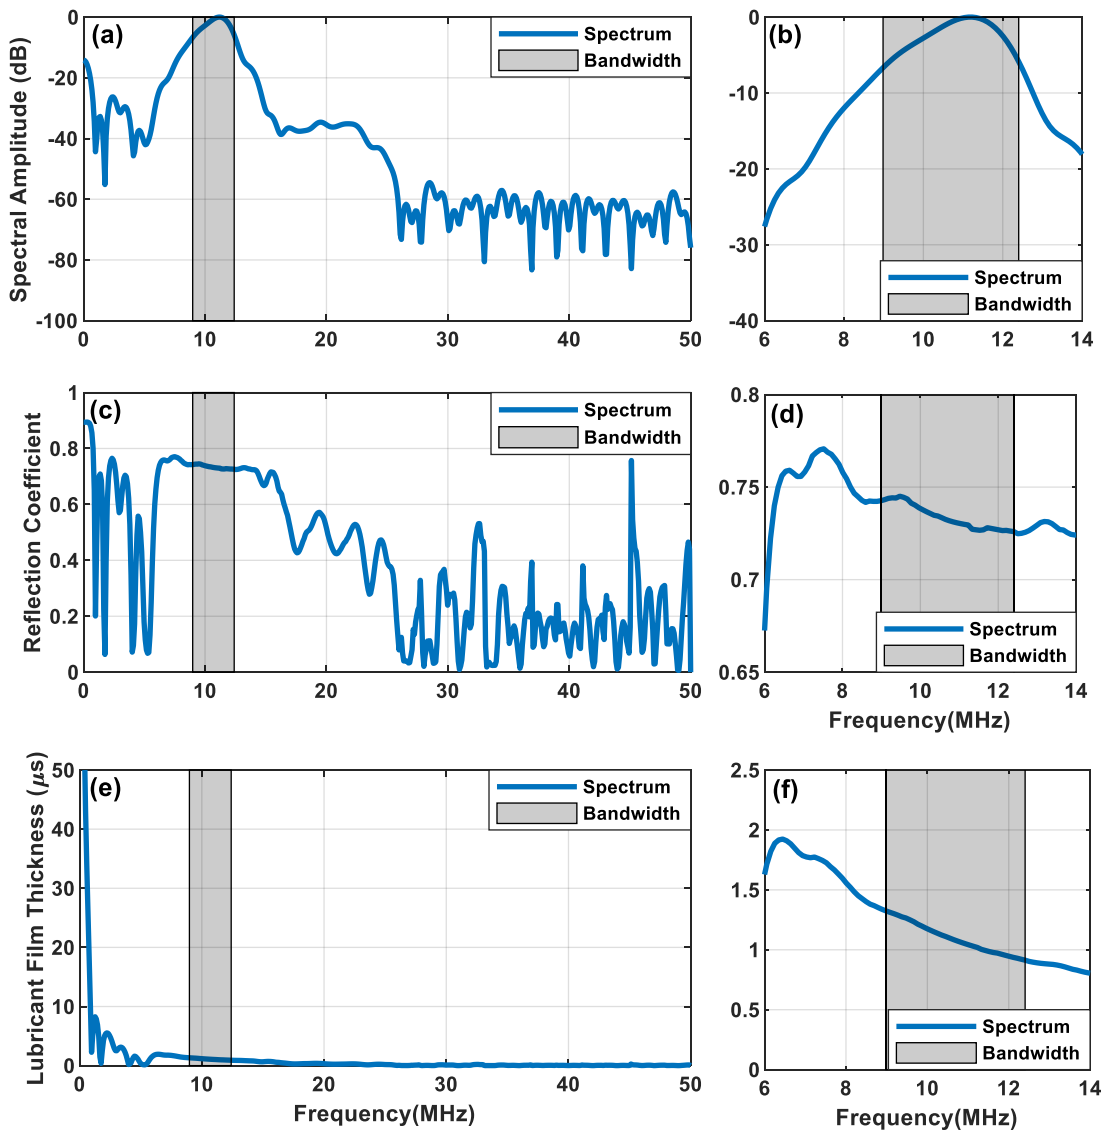 (a)
Spectrum
Bandwidth
Spectral Amplitude (dB)
0
-20
-40
-60
-80
-100
0
10
20
30
40
50
(b)
Spectrum
Bandwidth
0
-10
-20
-30
-40
6
8
10
12
14
(c)
Spectrum
Bandwidth
Reflection Coefficient
1
0.8
0.6
0.4
0.2
0
0
10
20
30
40
50
(d)
Spectrum
Bandwidth
0.8
0.75
0.7
0.65
6
8
10
12
14
Frequency(MHz)
(e)
Spectrum
Bandwidth
Lubricant Film Thickness (μs)
50
40
30
20
10
0
0
10
20
30
40
50
Frequency(MHz)
(f)
Spectrum
Bandwidth
2.5
2
1.5
1
0.5
0
6
8
10
12
14
Frequency(MHz)